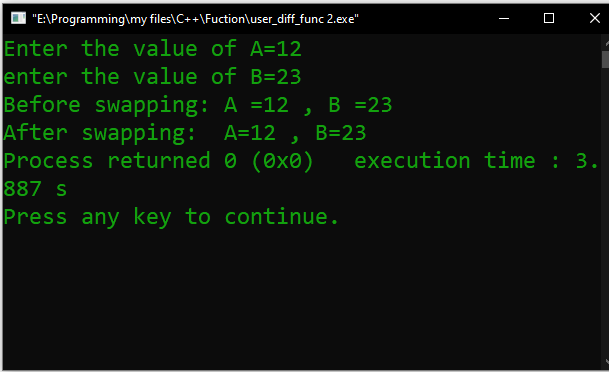 "E:\Programming\my files\C++\Fuction\user_diff_func 2.exe"
Enter the value of A=12
enter the value of B=23
Before swapping: A =12 , B =23
After swapping:  A=12 , B=23
Process returned 0 (0x0)   execution time : 3.
887 s
Press any key to continue.